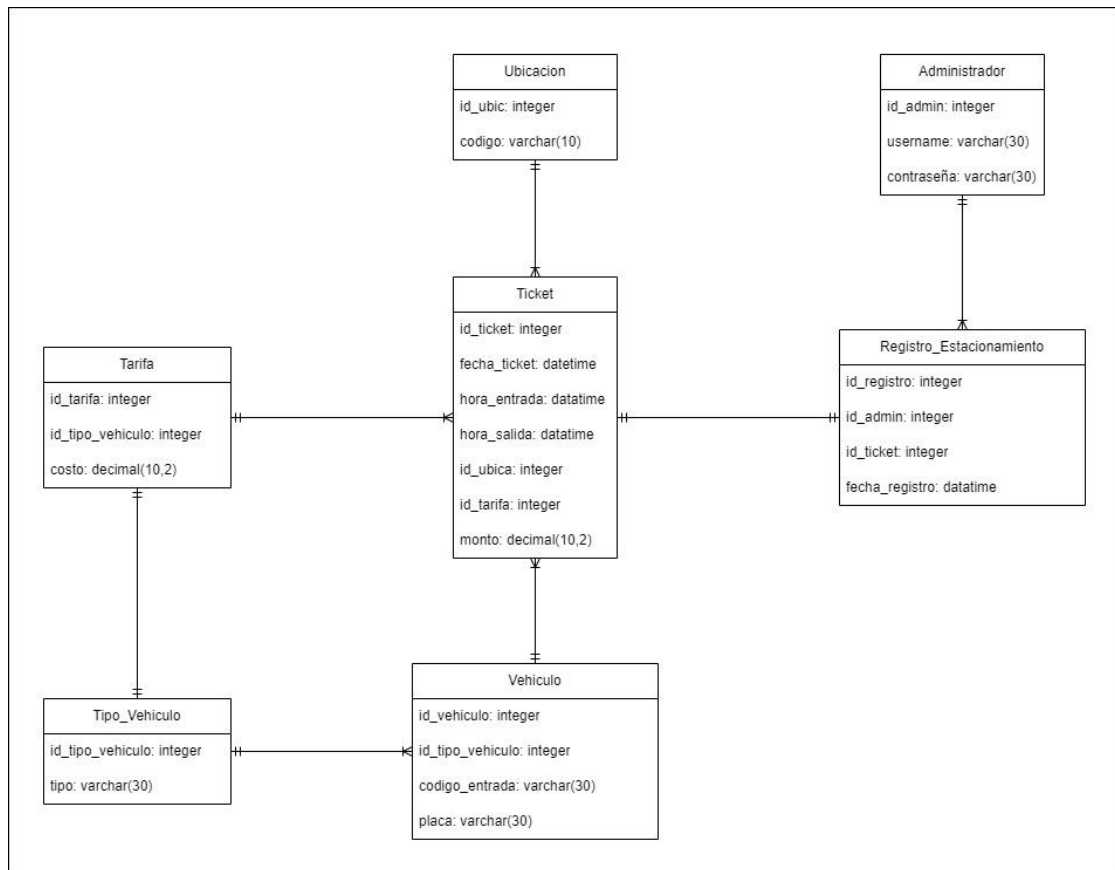 Ubicacion
id_ubic: integer
codigo: varchar(10)
Administrador
id_admin: integer
username: varchar(30)
contraseña: varchar(30)
Ticket
id_ticket: integer
fecha_ticket: datetime
hora_entrada: datatime
hora_salida: datatime
id_ubica: integer
id_tarifa: integer
monto: decimal(10,2)
Registro_Estacionamiento
id_registro: integer
id_admin: integer
id_ticket: integer
fecha_registro: datatime
Tarifa
id_tarifa: integer
id_tipo_vehiculo: integer
costo: decimal(10,2)
Tipo_Vehiculo
id_tipo_vehiculo: integer
tipo: varchar(30)
Vehiculo
id_vehiculo: integer
id_tipo_vehiculo: integer
codigo_entrada: varchar(30)
placa: varchar(30)